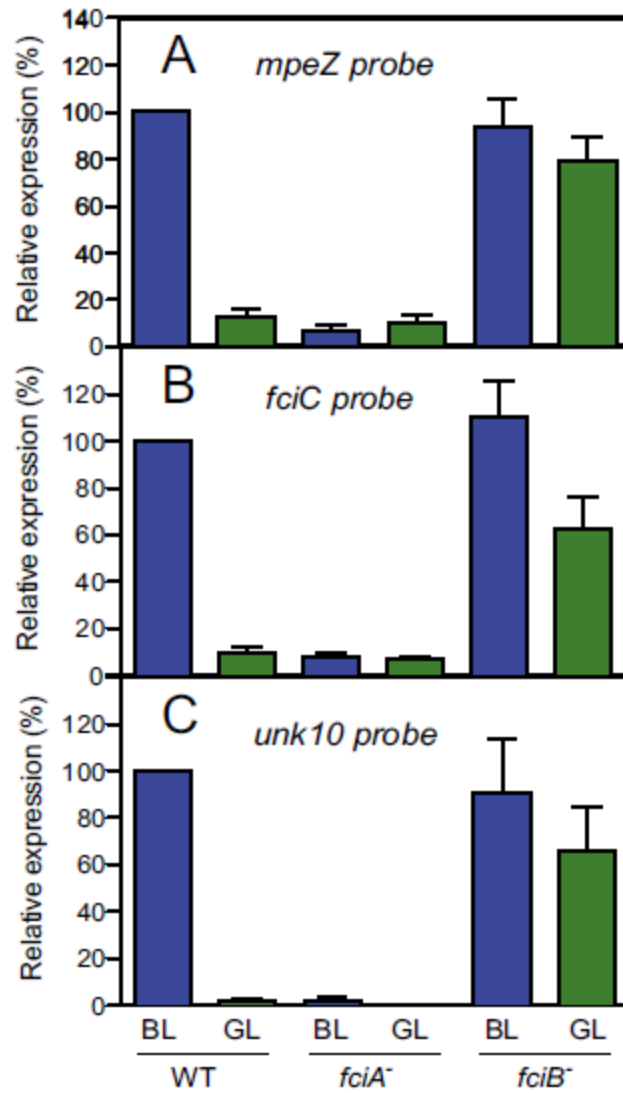 A
mpeZ probe
Relative expression (%)
140
120
100
80
60
40
20
0
B
fciC probe
Relative expression (%)
120
100
80
60
40
20
0
C
unk10 probe
Relative expression (%)
120
100
80
60
40
20
0
BL GL BL GL BL GL
WT fciA⁻ fciB⁻